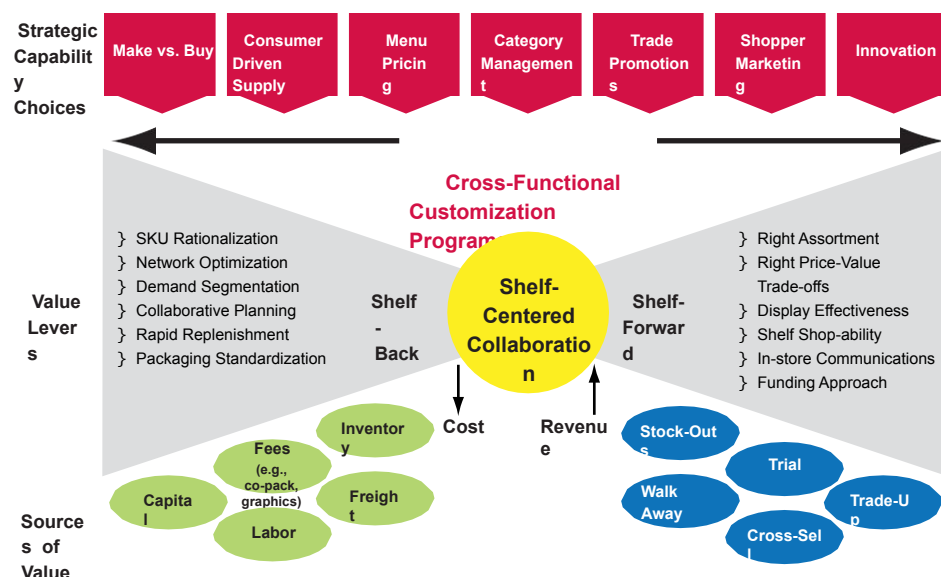 Strategic
Capabilit
y
Choices
Make vs. Buy
Consumer
Driven
Supply
Menu
Pricin
g
Category
Managemen
t
Trade
Promotion
s
Shopper
Marketin
g
Innovation
Cross-Functional
Customization
Program
Value
Lever
s
} SKU Rationalization
} Network Optimization
} Demand Segmentation
} Collaborative Planning
} Rapid Replenishment
} Packaging Standardization
Shelf
-
Back
Shelf-
Centered
Collaboratio
n
Shelf-
Forwar
d
} Right Assortment
} Right Price-Value
Trade-offs
} Display Effectiveness
} Shelf Shop-ability
} In-store Communications
} Funding Approach
Cost
Revenu
e
Source
s of
Value
Capita
l
Fees
(e.g.,
co-pack,
graphics)
Labor
Inventor
y
Freigh
t
Stock-Out
s
Walk
Away
Trial
Cross-Sel
l
Trade-U
p